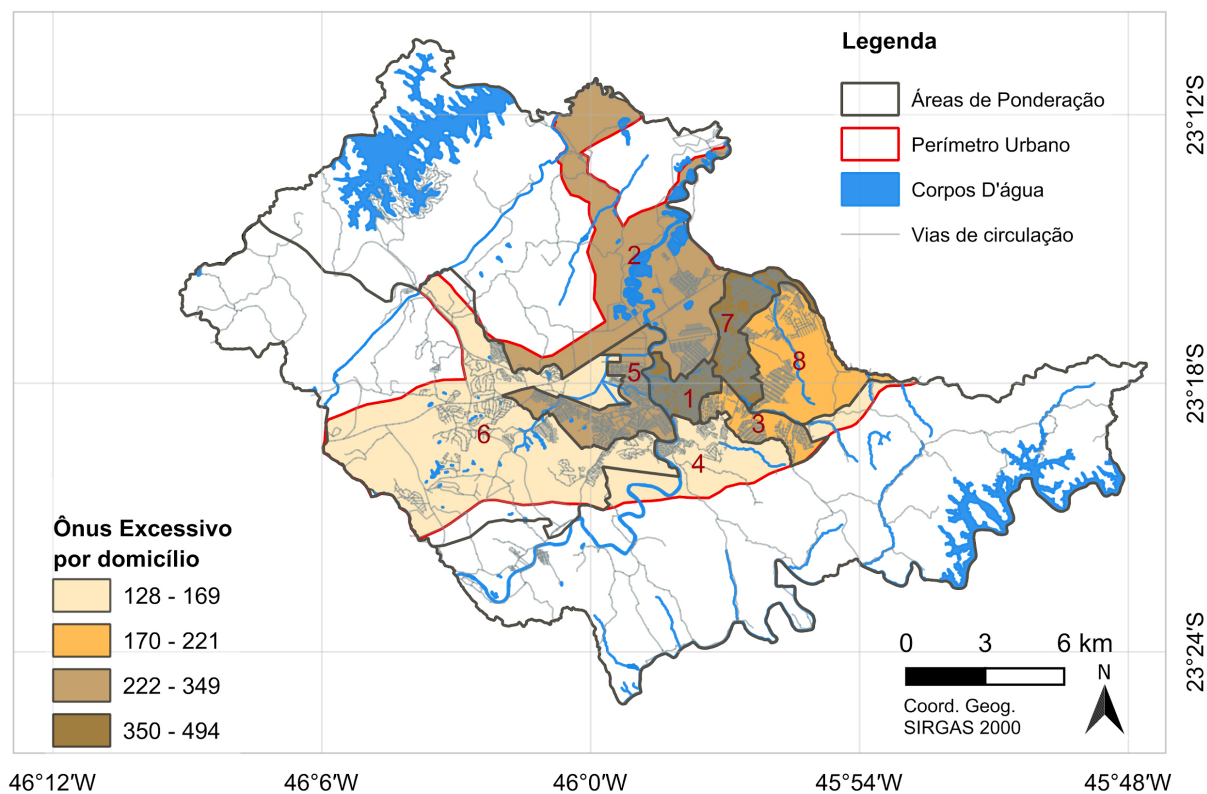 Legenda
Áreas de Ponderação
Perímetro Urbano
Corpos D'água
Vias de circulação
23°12'S
2
7
8
5
1
3
6
4
23°18'S
Ônus Excessivo
por domicílio
128 - 169
170 - 221
222 - 349
350 - 494
0 3 6 km
N
Coord. Geog.
SIRGAS 2000
23°24'S
46°12'W 46°6'W 46°0'W 45°54'W 45°48'W